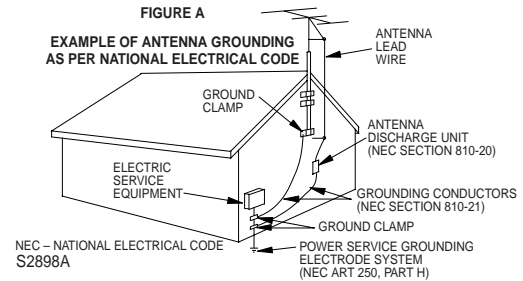 FIGURE A
EXAMPLE OF ANTENNA GROUNDING
AS PER NATIONAL ELECTRICAL CODE
ANTENNA
LEAD
WIRE
GROUND
CLAMP
ANTENNA
DISCHARGE UNIT
(NEC SECTION 810-20)
ELECTRIC
SERVICE
EQUIPMENT
GROUNDING CONDUCTORS
(NEC SECTION 810-21)
GROUND CLAMP
POWER SERVICE GROUNDING
ELECTRODE SYSTEM
(NEC ART 250, PART H)
NEC – NATIONAL ELECTRICAL CODE
S2898A